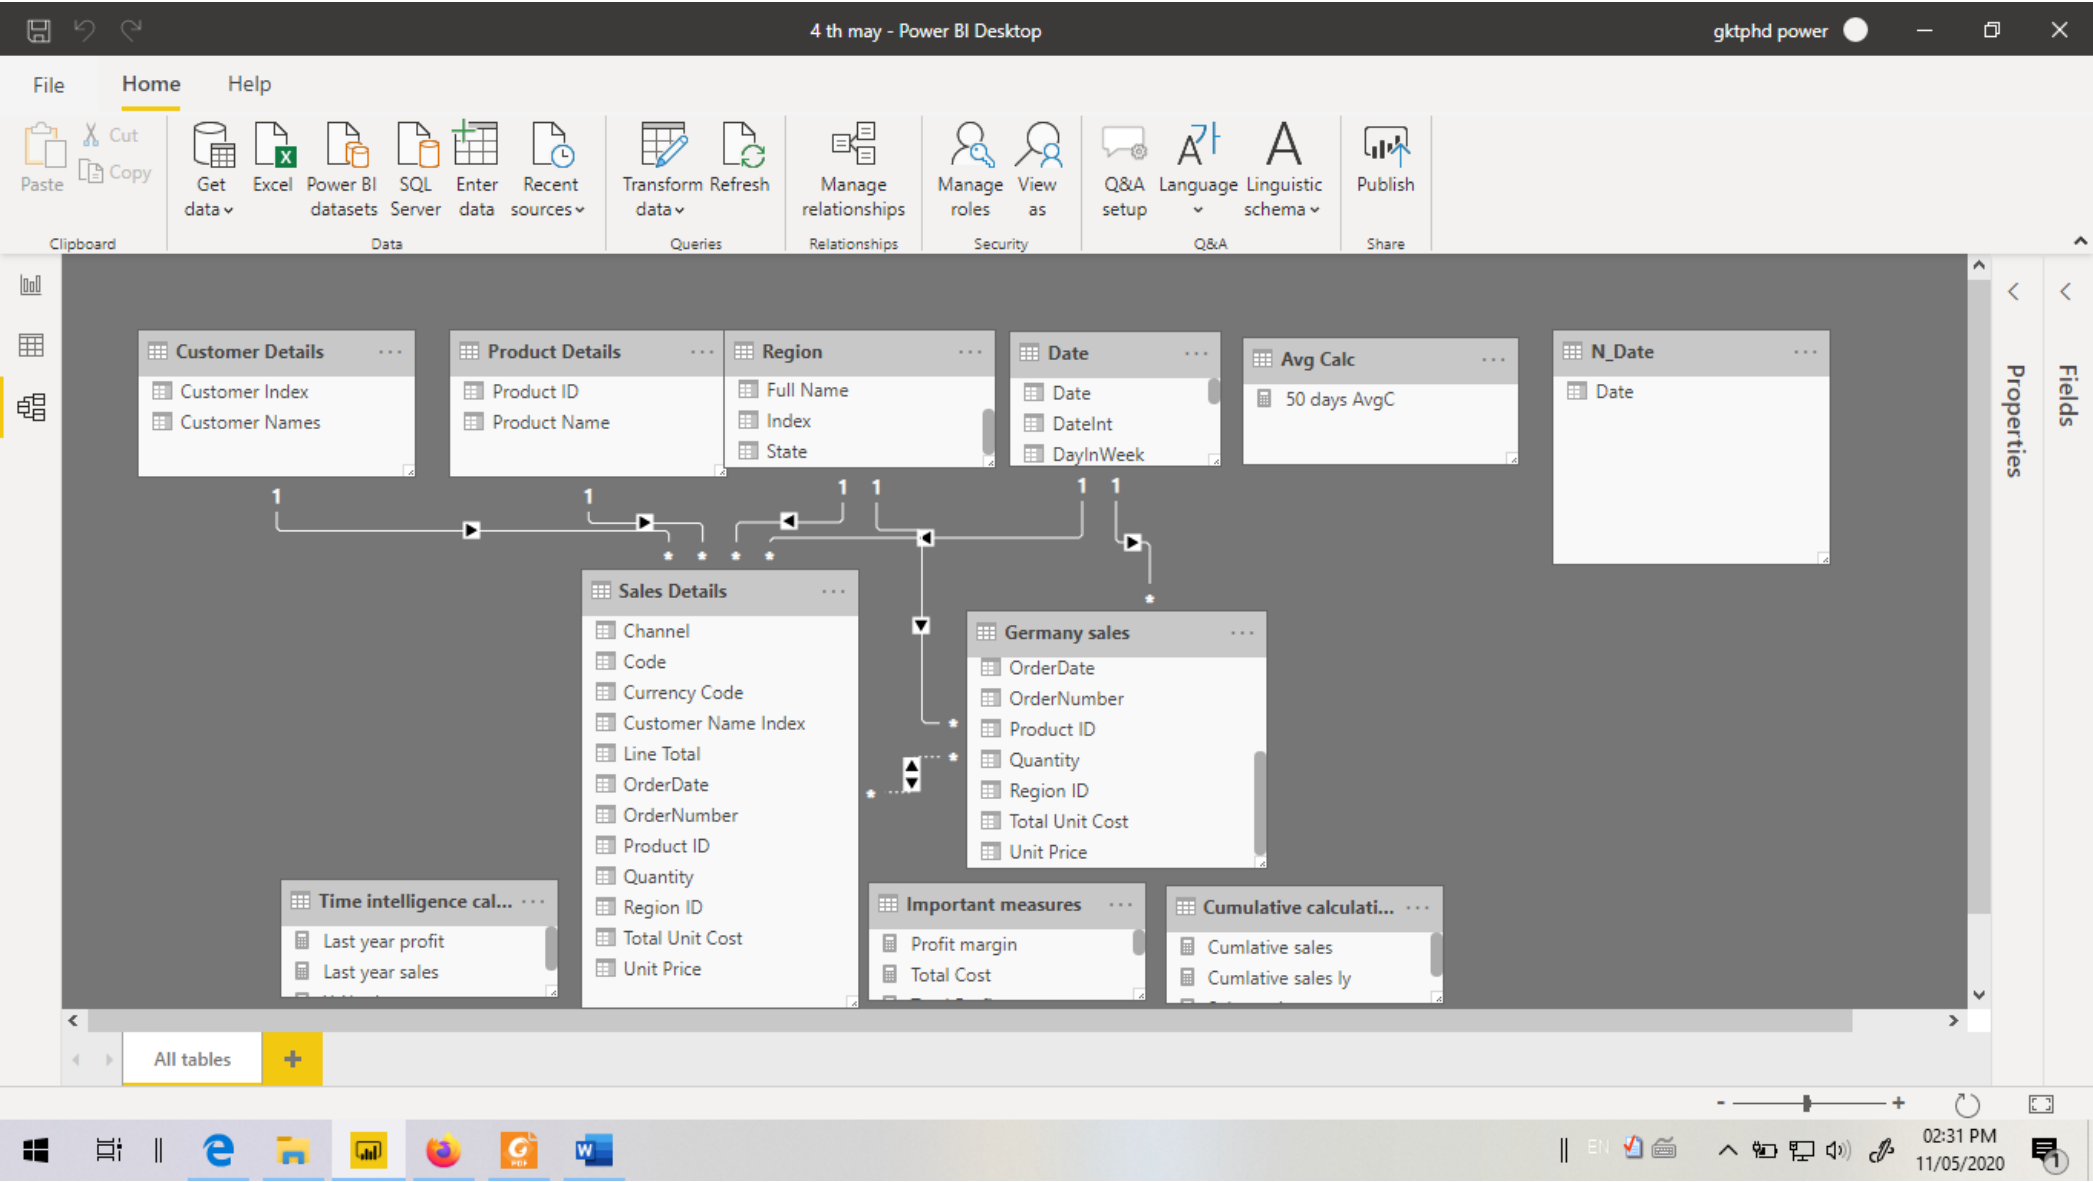 4 th may - Power BI Desktop
gktphd power
File
Home
Help
Paste
Cut
Copy
Get data
Excel
Power BI datasets
SQL Server
Enter data
Recent sources
Transform data
Refresh
Manage relationships
Manage roles
View as
Q&A setup
Language
Linguistic schema
Publish
Clipboard
Data
Queries
Relationships
Security
Q&A
Share
Customer Details
Customer Index
Customer Names
Product Details
Product ID
Product Name
Region
Full Name
Index
State
Date
Date
DateInt
DayInWeek
Avg Calc
50 days AvgC
N_Date
Date
Properties
Fields
1
1
1 1
1 1
* * * *
*
Sales Details
Channel
Code
Currency Code
Customer Name Index
Line Total
OrderDate
OrderNumber
Product ID
Quantity
Region ID
Total Unit Cost
Unit Price
Germany sales
OrderDate
OrderNumber
Product ID
Quantity
Region ID
Total Unit Cost
Unit Price
*
*
*
Time intelligence cal...
Last year profit
Last year sales
Important measures
Profit margin
Total Cost
Cumulative calculati...
Cumlative sales
Cumlative sales ly
All tables
+
- +
EN
02:31 PM
11/05/2020
1